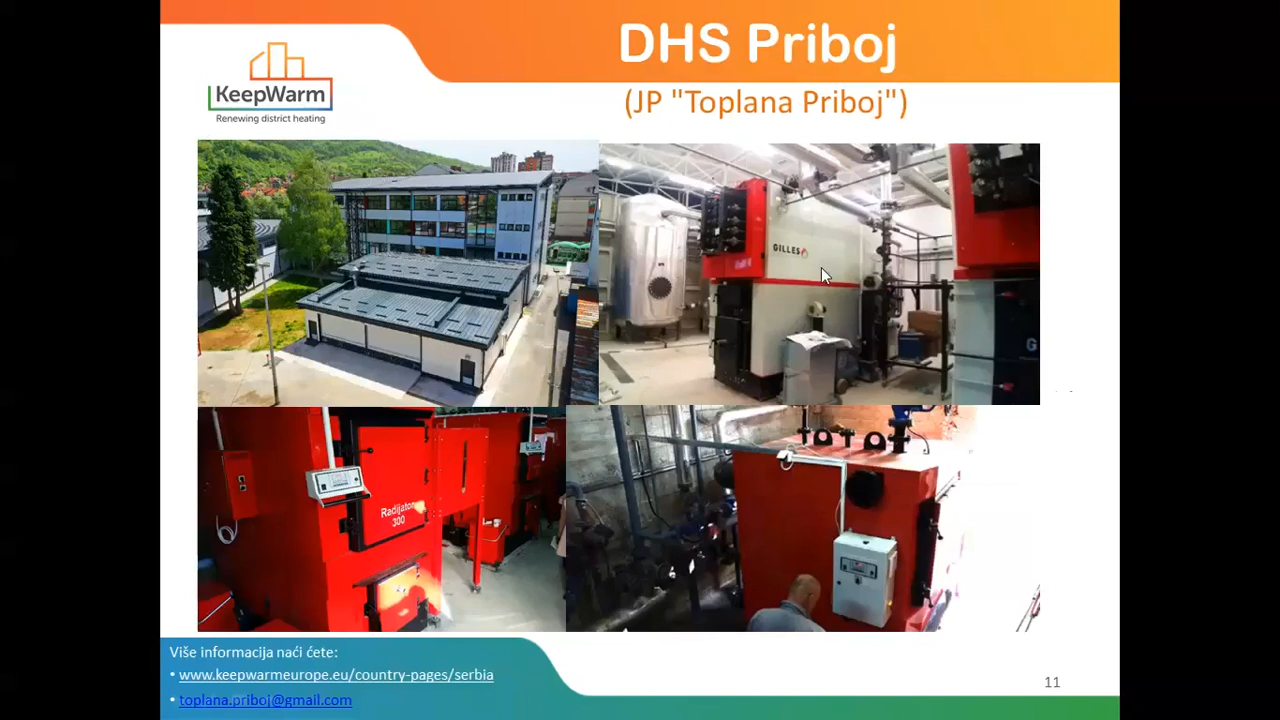 DHS Priboj
(JP "Toplana Priboj")
KeepWarm
Renewing district heating
GILLES
G
Radijator
300
Više informacija naći ćete:
• www.keepwarmeurope.eu/country-pages/serbia
• toplana.priboj@gmail.com
11